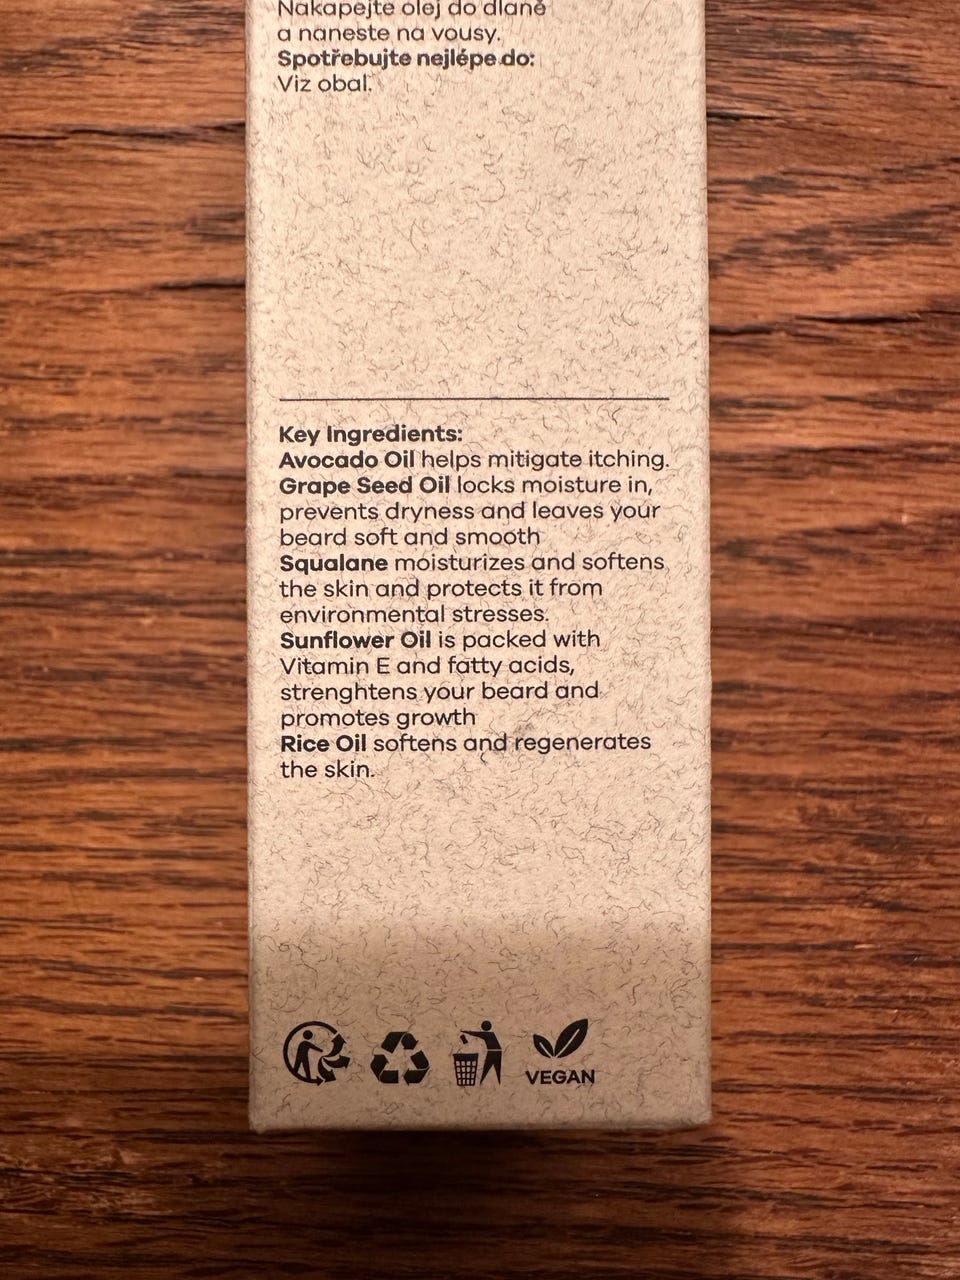 Nakapejte olej do dlaně
a naneste na vousy.
Spotřebujte nejlépe do:
Viz obal.
Key Ingredients:
Avocado Oil helps mitigate itching.
Grape Seed Oil locks moisture in,
prevents dryness and leaves your
beard soft and smooth
Squalane moisturizes and softens
the skin and protects it from
environmental stresses.
Sunflower Oil is packed with
Vitamin E and fatty acids,
strenghtens your beard and
promotes growth
Rice Oil softens and regenerates
the skin.
VEGAN